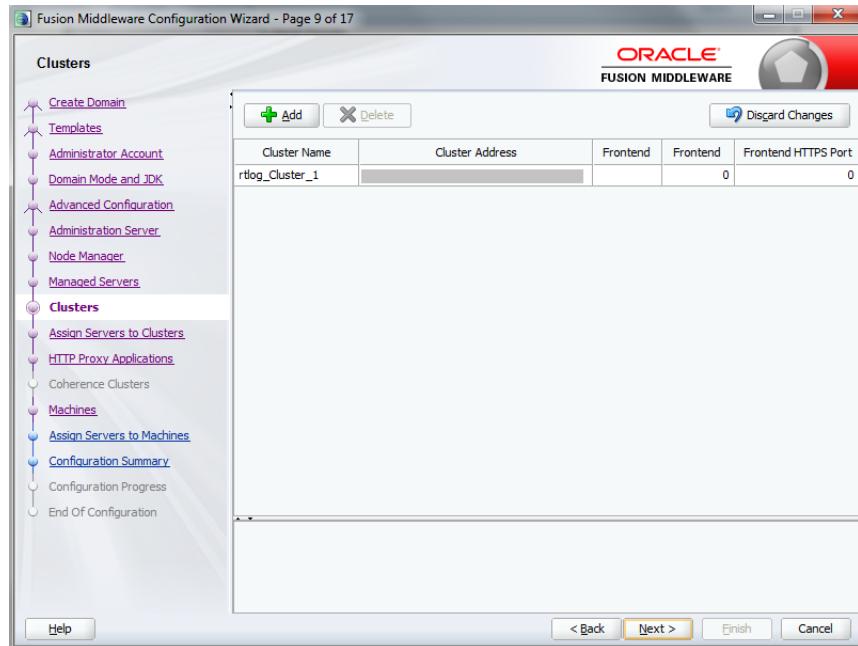 Fusion Middleware Configuration Wizard - Page 9 of 17
Clusters
ORACLE
FUSION MIDDLEWARE
Create Domain
Templates
Administrator Account
Domain Mode and JDK
Advanced Configuration
Administration Server
Node Manager
Managed Servers
Clusters
Assign Servers to Clusters
HTTP Proxy Applications
Coherence Clusters
Machines
Assign Servers to Machines
Configuration Summary
Configuration Progress
End Of Configuration
Add Delete Discard Changes
Cluster Name Cluster Address Frontend Frontend Frontend HTTPS Port
rtlog_Cluster_1 0 0
Help < Back Next > Finish Cancel